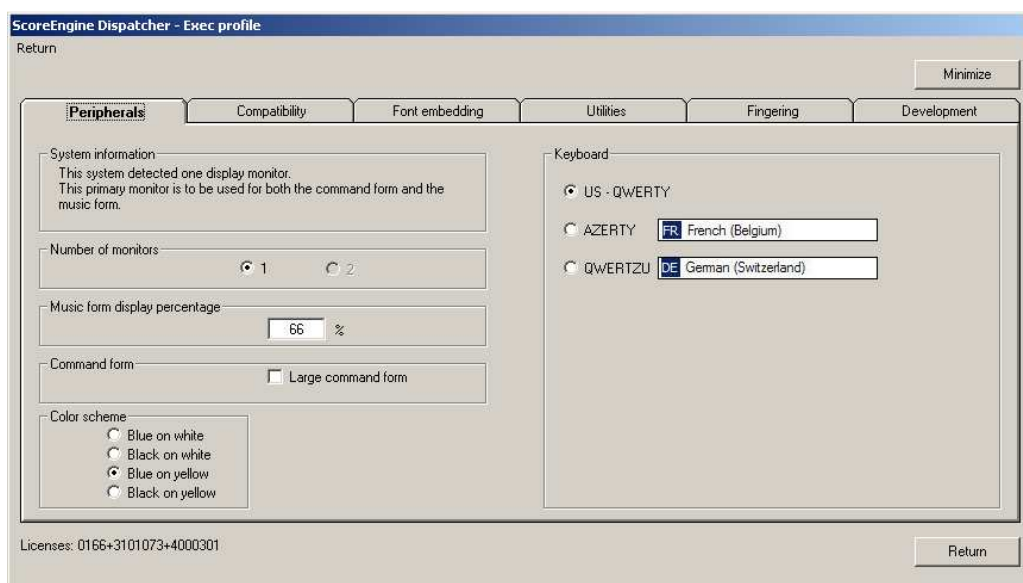 ScoreEngine Dispatcher - Exec profile
Return
Minimize
Peripherals
Compatibility
Font embedding
Utilities
Fingering
Development
System information
This system detected one display monitor.
This primary monitor is to be used for both the command form and the
music form.
Number of monitors
1 2
Music form display percentage
66 %
Command form
Large command form
Color scheme
Blue on white
Black on white
Blue on yellow
Black on yellow
Keyboard
US - QWERTY
AZERTY FR French (Belgium)
QWERTZU DE German (Switzerland)
Licenses: 0166+3101073+4000301
Return